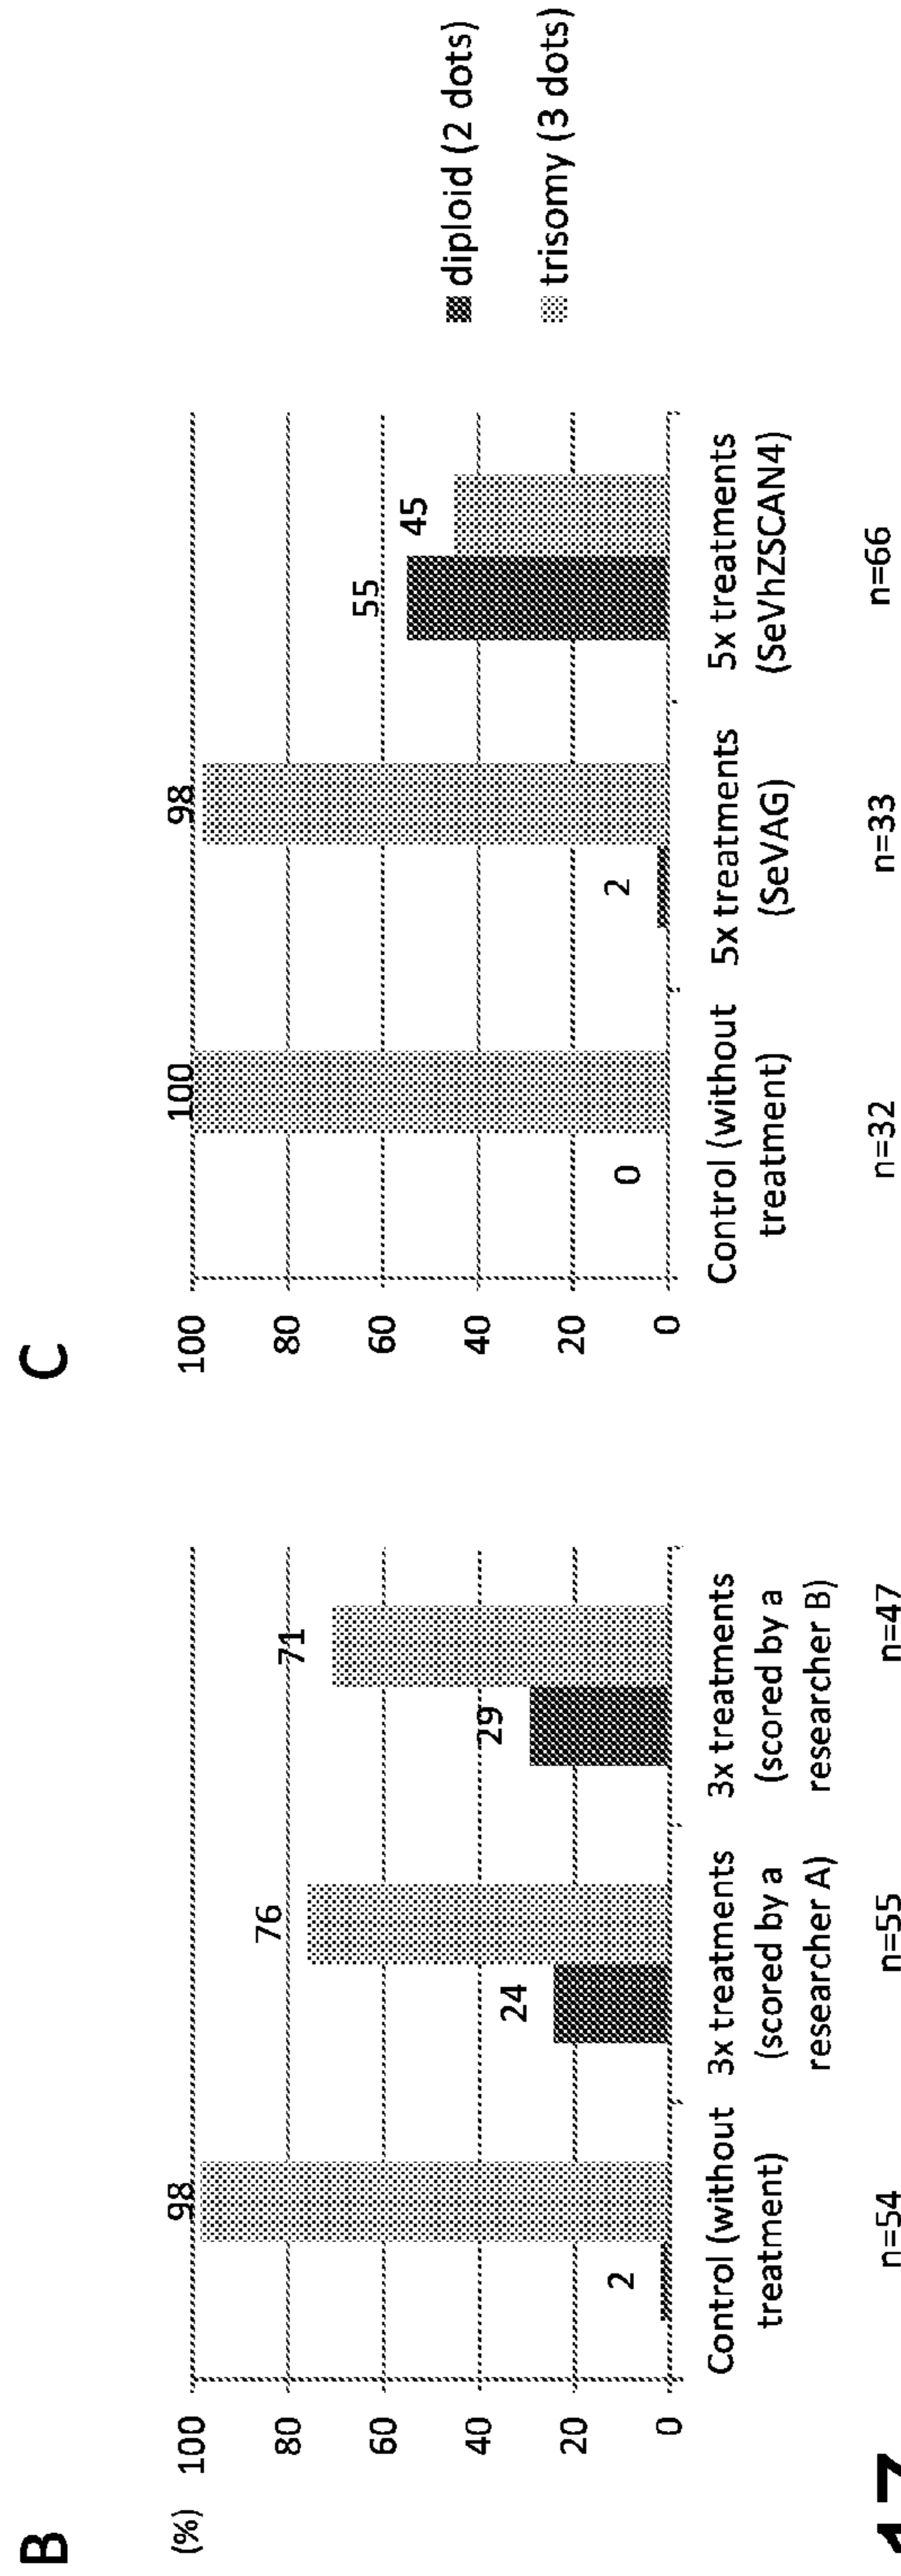 B
(%)
100
80
60
40
20
0
98
2
76
24
71
29
Control (without
treatment)
3x treatments
(scored by a
researcher A)
3x treatments
(scored by a
researcher B)
n=54
n=55
n=47
C
100
80
60
40
20
0
100
0
98
2
55
45
Control (without
treatment)
5x treatments
(SeVAG)
5x treatments
(SeVhZSCAN4)
n=32
n=33
n=66
diploid (2 dots)
trisomy (3 dots)